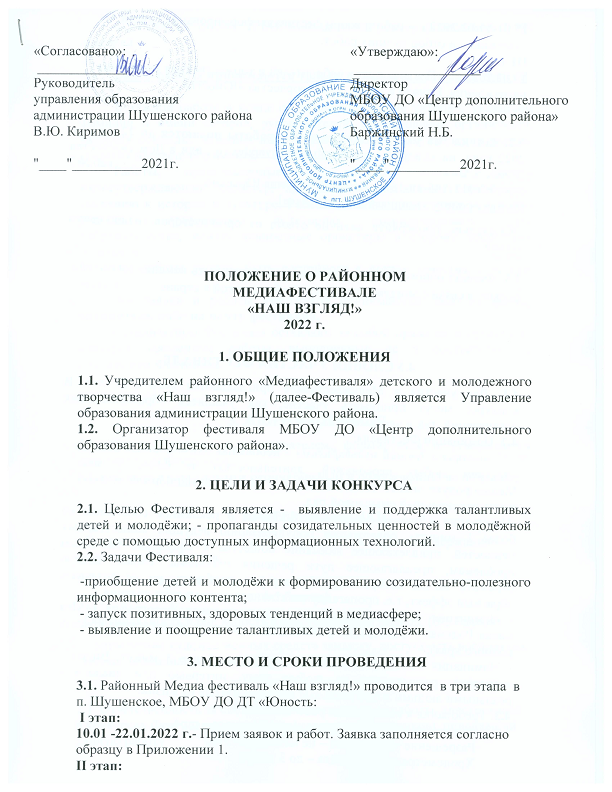 «Согласовано»:
Руководитель
управления образования
администрации Шушенского района
В.Ю. Киримов
"____"__________2021г.
«Утверждаю»:
Директор
МБОУ ДО «Центр дополнительного
образования Шушенского района»
Баржинский Н.Б.
"____"__________2021г.
ПОЛОЖЕНИЕ О РАЙОННОМ
МЕДИАФЕСТИВАЛЕ
«НАШ ВЗГЛЯД!»
2022 г.
1. ОБЩИЕ ПОЛОЖЕНИЯ
1.1. Учредителем районного «Медиафестиваля» детского и молодежного
творчества «Наш взгляд!» (далее-Фестиваль) является Управление
образования администрации Шушенского района.
1.2. Организатор фестиваля МБОУ ДО «Центр дополнительного
образования Шушенского района».
2. ЦЕЛИ И ЗАДАЧИ КОНКУРСА
2.1. Целью Фестиваля является - выявление и поддержка талантливых
детей и молодёжи; - пропаганды созидательных ценностей в молодёжной
среде с помощью доступных информационных технологий.
2.2. Задачи Фестиваля:
-приобщение детей и молодёжи к формированию созидательно-полезного
информационного контента;
- запуск позитивных, здоровых тенденций в медиасфере;
- выявление и поощрение талантливых детей и молодёжи.
3. МЕСТО И СРОКИ ПРОВЕДЕНИЯ
3.1. Районный Медиа фестиваль «Наш взгляд!» проводится в три этапа в
п. Шушенское, МБОУ ДО ДТ «Юность:
I этап:
10.01 -22.01.2022 г.- Прием заявок и работ. Заявка заполняется согласно
образцу в Приложении 1.
II этап: